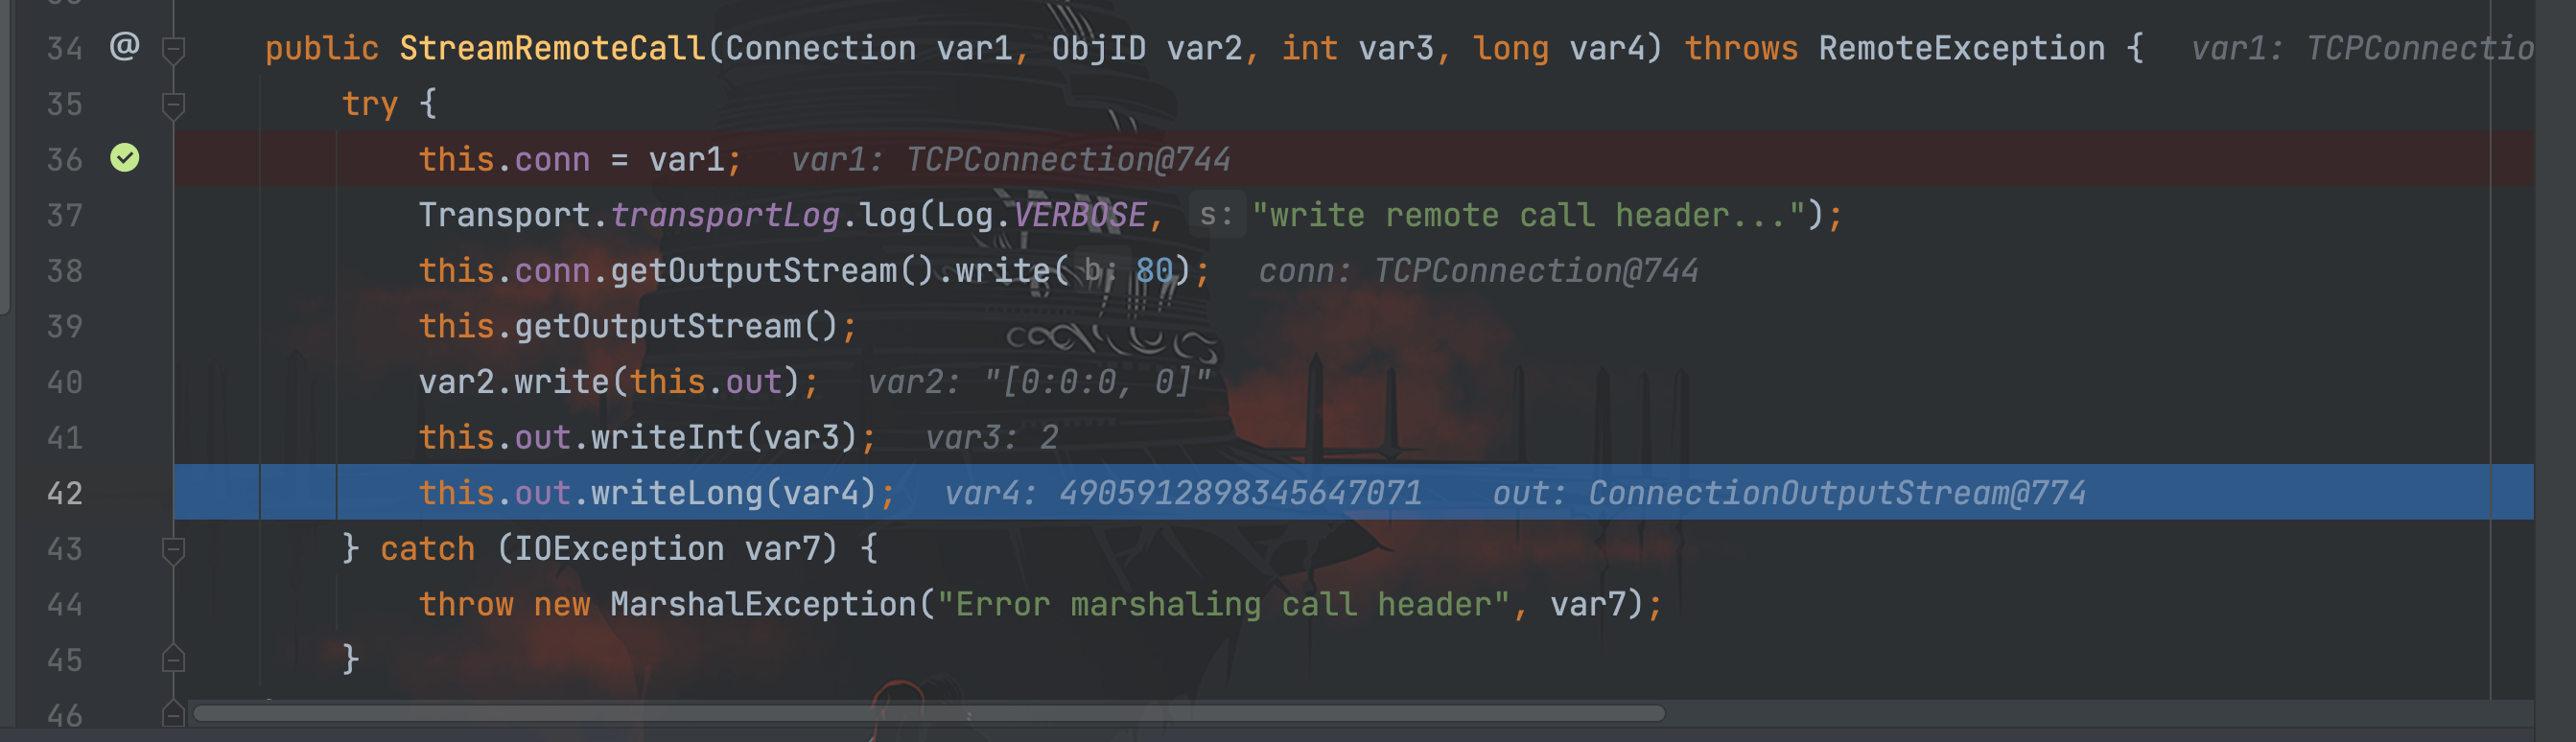 34 @ public StreamRemoteCall(Connection var1, ObjID var2, int var3, long var4) throws RemoteException { var1: TCPConnectio
35 try {
36 this.conn = var1; var1: TCPConnection@744
37 Transport.transportLog.log(Log.VERBOSE, s: "write remote call header...");
38 this.conn.getOutputStream().write( b: 80); conn: TCPConnection@744
39 this.getOutputStream();
40 var2.write(this.out); var2: "[0:0:0, 0]"
41 this.out.writeInt(var3); var3: 2
42 this.out.writeLong(var4); var4: 4905912898345647071 out: ConnectionOutputStream@774
43 } catch (IOException var7) {
44 throw new MarshalException("Error marshaling call header", var7);
45 }
46